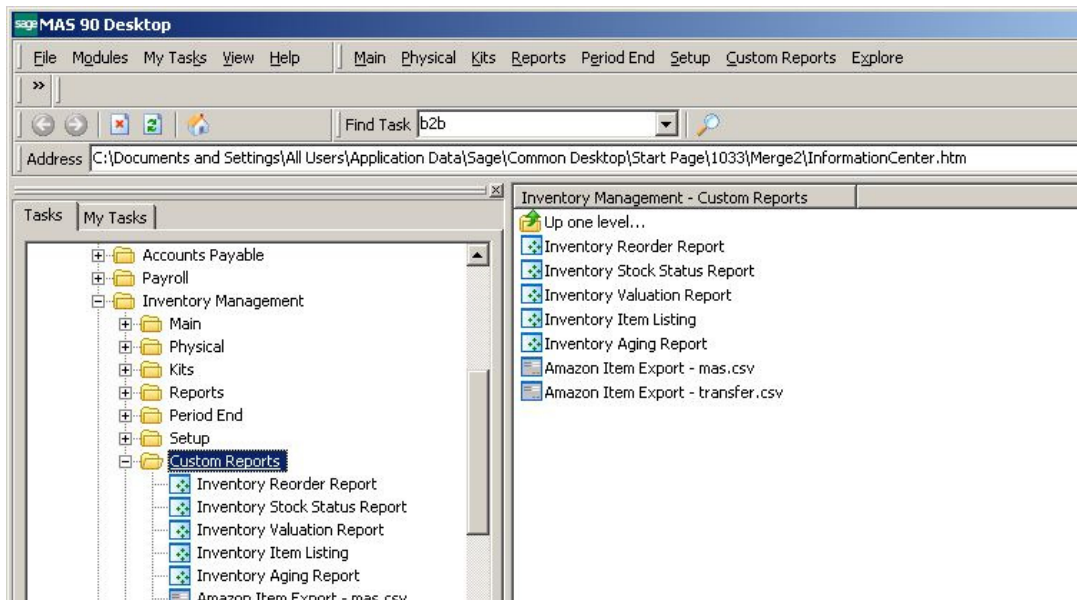 sage MAS 90 Desktop
File Modules My Tasks View Help Main Physical Kits Reports Period End Setup Custom Reports Explore
»
Find Task b2b
Address C:\Documents and Settings\All Users\Application Data\Sage\Common Desktop\Start Page\1033\Merge2\InformationCenter.htm
Tasks My Tasks
Accounts Payable
Payroll
Inventory Management
Main
Physical
Kits
Reports
Period End
Setup
Custom Reports
Inventory Reorder Report
Inventory Stock Status Report
Inventory Valuation Report
Inventory Item Listing
Inventory Aging Report
Amazon Item Export - mas.csv
Inventory Management - Custom Reports
Up one level...
Inventory Reorder Report
Inventory Stock Status Report
Inventory Valuation Report
Inventory Item Listing
Inventory Aging Report
Amazon Item Export - mas.csv
Amazon Item Export - transfer.csv